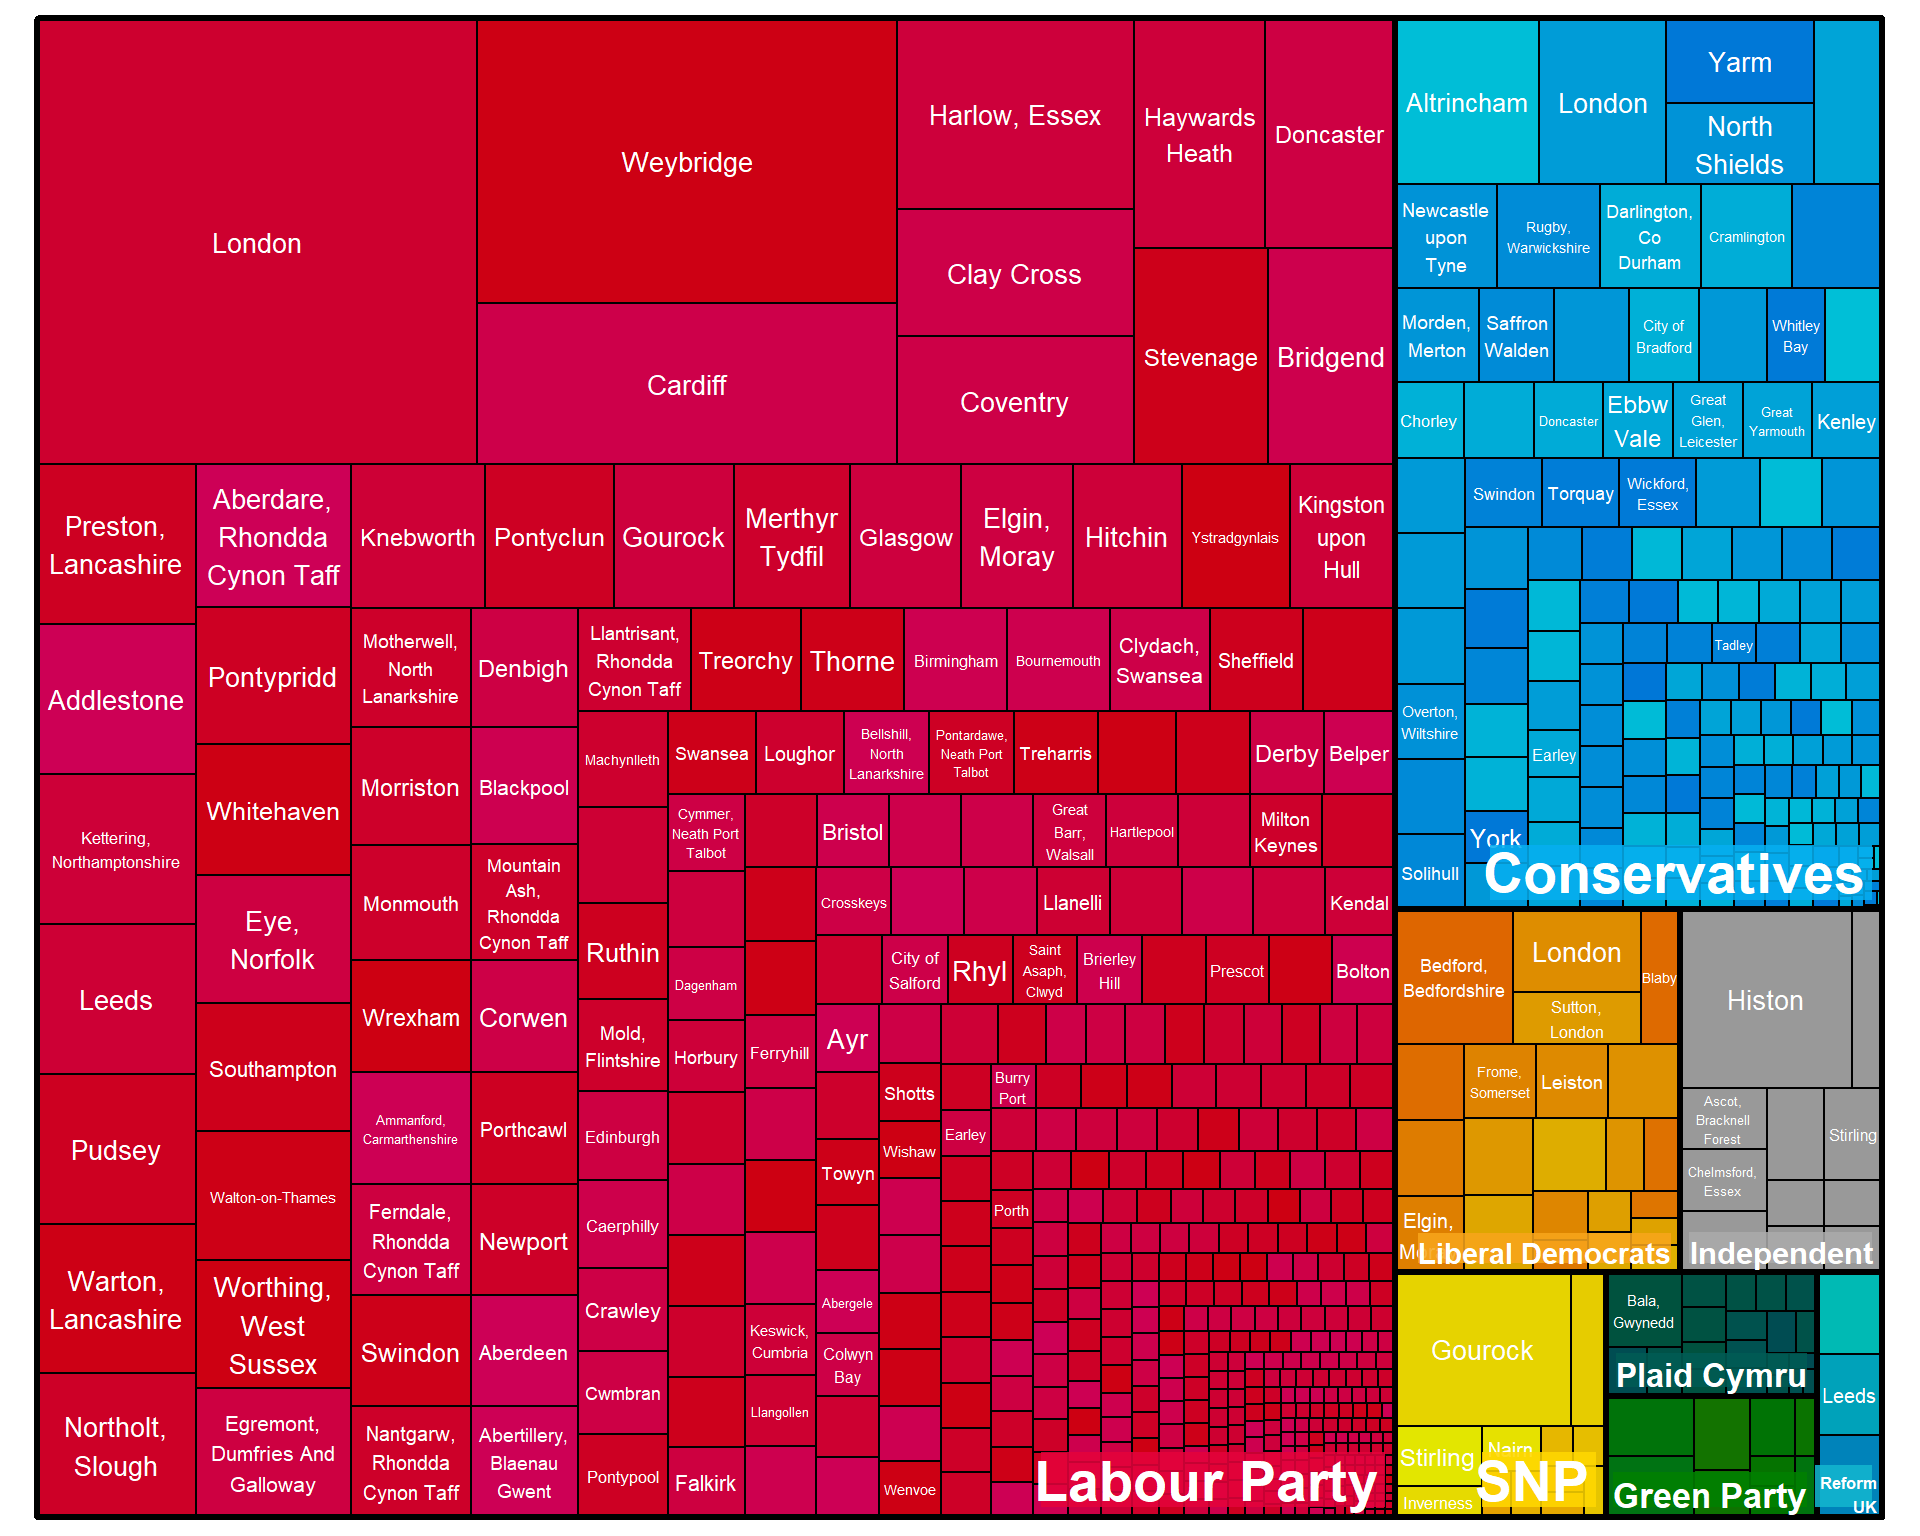 London
Weybridge
Cardiff
Harlow, Essex
Clay Cross
Coventry
Haywards
Heath
Doncaster
Stevenage
Bridgend
Preston,
Lancashire
Addlestone
Kettering,
Northamptonshire
Leeds
Pudsey
Warton,
Lancashire
Northolt,
Slough
Aberdare,
Rhondda
Cynon Taff
Pontypridd
Whitehaven
Eye,
Norfolk
Southampton
Walton-on-Thames
Worthing,
West
Sussex
Egremont,
Dumfries And
Galloway
Knebworth
Pontyclun
Gourock
Merthyr
Tydfil
Glasgow
Elgin,
Moray
Hitchin
Ystradgynlais
Kingston
upon
Hull
Motherwell,
North
Lanarkshire
Morriston
Monmouth
Wrexham
Ammanford,
Carmarthenshire
Ferndale,
Rhondda
Cynon Taff
Swindon
Nantgarw,
Rhondda
Cynon Taff
Denbigh
Blackpool
Mountain
Ash,
Rhondda
Cynon Taff
Corwen
Porthcawl
Newport
Aberdeen
Abertillery,
Blaenau
Gwent
Llantrisant,
Rhondda
Cynon Taff
Treorchy
Thorne
Birmingham
Bournemouth
Clydach,
Swansea
Sheffield
Machynlleth
Ruthin
Mold,
Flintshire
Edinburgh
Caerphilly
Crawley
Cwmbran
Pontypool
Swansea
Loughor
Bellshill,
North
Lanarkshire
Pontardawe,
Neath Port
Talbot
Treharris
Derby
Belper
Cymmer,
Neath Port
Talbot
Dagenham
Horbury
Falkirk
Ferryhill
Keswick,
Cumbria
Llangollen
Bristol
Great
Barr,
Walsall
Hartlepool
Milton
Keynes
Crosskeys
Llanelli
Kendal
City of
Salford
Rhyl
Saint
Asaph,
Clwyd
Brierley
Hill
Prescot
Bolton
Ayr
Towyn
Abergele
Colwyn
Bay
Shotts
Wishaw
Wenvoe
Earley
Burry
Port
Porth
Labour Party
Altrincham
London
Yarm
North
Shields
Newcastle
upon
Tyne
Rugby,
Warwickshire
Darlington,
Co
Durham
Cramlington
Morden,
Merton
Saffron
Walden
City of
Bradford
Whitley
Bay
Chorley
Doncaster
Ebbw
Vale
Great
Glen,
Leicester
Great
Yarmouth
Kenley
Swindon
Torquay
Wickford,
Essex
Tadley
Overton,
Wiltshire
Earley
York
Solihull
Conservatives
Bedford,
Bedfordshire
London
Sutton,
London
Blaby
Frome,
Somerset
Leiston
Elgin,
Liberal Democrats
Histon
Ascot,
Bracknell
Forest
Stirling
Chelmsford,
Essex
Independent
Gourock
Stirling
Nairn
Inverness
SNP
Bala,
Gwynedd
Plaid Cymru
Green Party
Leeds
Reform
UK